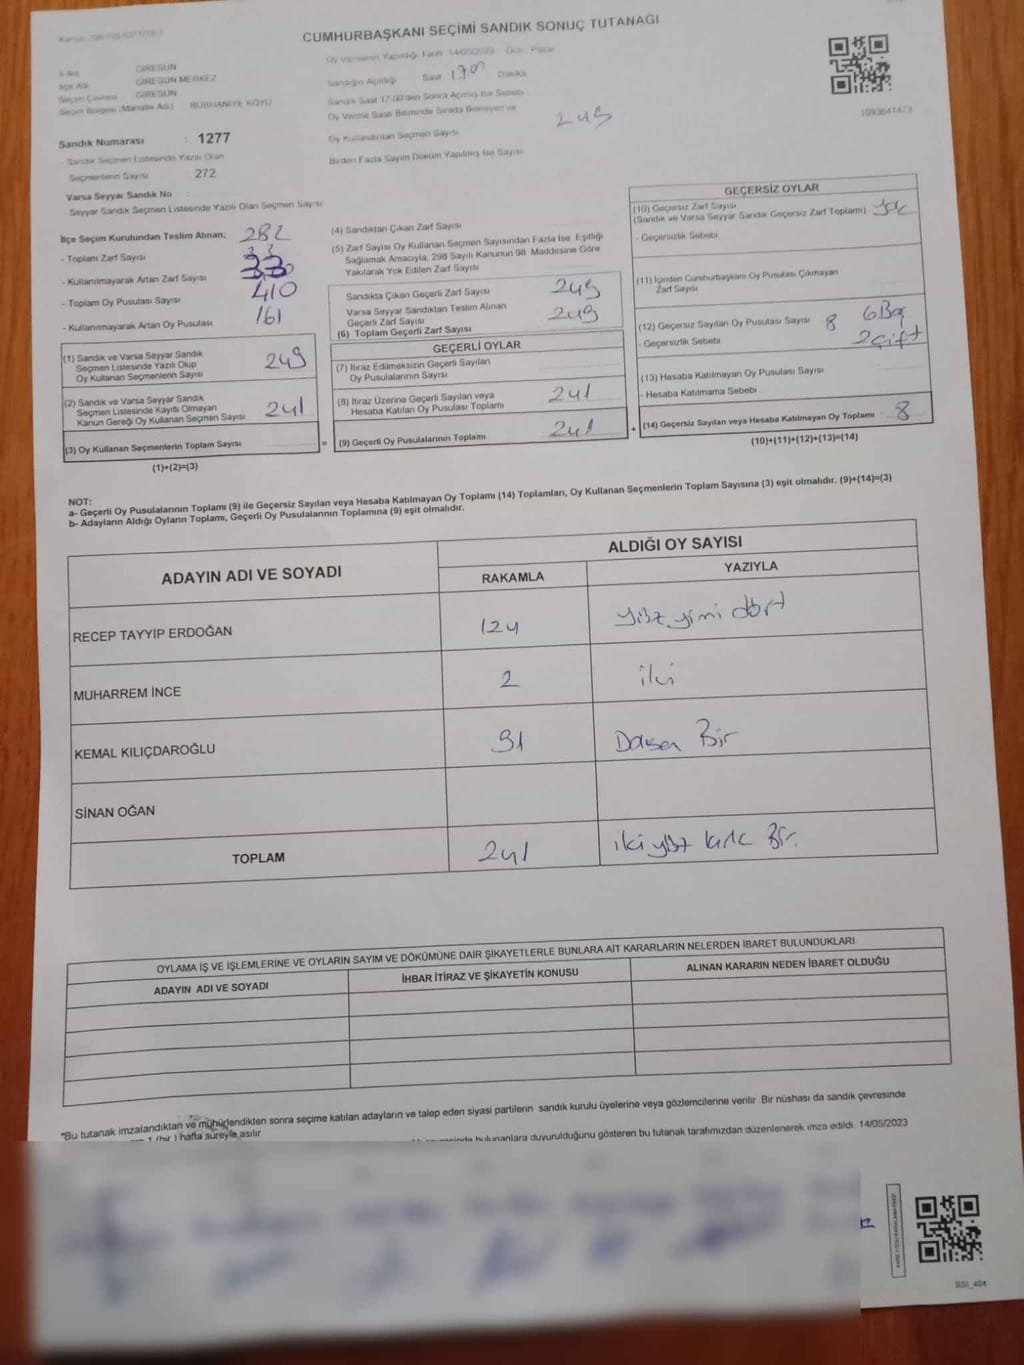 CUMHURBAŞKANI SEÇİMİ SANDIK SONUÇ TUTANAĞI
GİRESUN
İlçe Adı GİRESUN MERKEZ
Seçim Çevresi GİRESUN
Seçim Bölgesi (Mahalle Adı) BURHANİYE KÖYÜ
Sandık Numarası : 1277
- Sandık Seçmen Listesinde Yazılı Olan
Seçmenlerin Sayısı 272
Varsa Seyyar Sandık No
- Seyyar Sandık Seçmen Listesinde Yazılı Olan Seçmen Sayısı
Oy Vermenin Yapıldığı Tarih 14/05/2023 Gün Pazar
Sandığın Açıldığı Saat 17.00 Dakika
Sandık Saat 17.00'den Sonra Açılmış İse Sebebi
Oy Verme Saati Bitiminde Sırada Bekleyen ve
Oy Kullandırılan Seçmen Sayısı 249
Birden Fazla Sayım Döküm Yapılmış İse Sayısı
1093641473
İlçe Seçim Kurulundan Teslim Alınan;
- Toplam Zarf Sayısı 282
- Kullanılmayarak Artan Zarf Sayısı 33
- Toplam Oy Pusulası Sayısı 410
- Kullanılmayarak Artan Oy Pusulası 161
(1) Sandık ve Varsa Seyyar Sandık
Seçmen Listesinde Yazılı Olup
Oy Kullanan Seçmenlerin Sayısı 249
(2) Sandık ve Varsa Seyyar Sandık
Seçmen Listesinde Kayıtlı Olmayan
Kanun Gereği Oy Kullanan Seçmen Sayısı 241
(3) Oy Kullanan Seçmenlerin Toplam Sayısı
(1)+(2)=(3)
(4) Sandıktan Çıkan Zarf Sayısı
(5) Zarf Sayısı Oy Kullanan Seçmen Sayısından Fazla İse, Eşitliği
Sağlamak Amacıyla, 298 Sayılı Kanunun 98. Maddesine Göre
Yakılarak Yok Edilen Zarf Sayısı
Sandıkta Çıkan Geçerli Zarf Sayısı 249
Varsa Seyyar Sandıktan Teslim Alınan
Geçerli Zarf Sayısı 249
(6) Toplam Geçerli Zarf Sayısı
GEÇERLİ OYLAR
(7) İtiraz Edilmeksizin Geçerli Sayılan
Oy Pusulalarının Sayısı
(8) İtiraz Üzerine Geçerli Sayılan veya
Hesaba Katılan Oy Pusulası Toplamı 241
= (9) Geçerli Oy Pusulalarının Toplamı 241
GEÇERSİZ OYLAR
(10) Geçersiz Zarf Sayısı
(Sandık ve Varsa Seyyar Sandık Geçersiz Zarf Toplamı) Yok
- Geçersizlik Sebebi
(11) İçinden Cumhurbaşkanı Oy Pusulası Çıkmayan
Zarf Sayısı
(12) Geçersiz Sayılan Oy Pusulası Sayısı 8 6 Boş
- Geçersizlik Sebebi 2 çift
(13) Hesaba Katılmayan Oy Pusulası Sayısı
- Hesaba Katılmama Sebebi
+ (14) Geçersiz Sayılan veya Hesaba Katılmayan Oy Toplamı 8
(10)+(11)+(12)+(13)=(14)
NOT:
a- Geçerli Oy Pusulalarının Toplamı (9) ile Geçersiz Sayılan veya Hesaba Katılmayan Oy Toplamı (14) Toplamları, Oy Kullanan Seçmenlerin Toplam Sayısına (3) eşit olmalıdır. (9)+(14)=(3)
b- Adayların Aldığı Oyların Toplamı, Geçerli Oy Pusulalarının Toplamına (9) eşit olmalıdır.
ADAYIN ADI VE SOYADI
ALDIĞI OY SAYISI
RAKAMLA YAZIYLA
RECEP TAYYİP ERDOĞAN 124 yüz yimi dört
MUHARREM İNCE 2 iki
KEMAL KILIÇDAROĞLU 91 Doksen Bir
SİNAN OĞAN
TOPLAM 241 iki yüz kırk Bir.
OYLAMA İŞ VE İŞLEMLERİNE VE OYLARIN SAYIM VE DÖKÜMÜNE DAİR ŞİKAYETLERLE BUNLARA AİT KARARLARIN NELERDEN İBARET BULUNDUKLARI
ADAYIN ADI VE SOYADI İHBAR İTİRAZ VE ŞİKAYETİN KONUSU ALINAN KARARIN NEDEN İBARET OLDUĞU
*Bu tutanak imzalandıktan ve mühürlendikten sonra seçime katılan adayların ve talep eden siyasi partilerin sandık kurulu üyelerine veya gözlemcilerine verilir. Bir nüshası da sandık çevresinde
1 (bir) hafta süreyle asılır
bulunanlara duyurulduğunu gösteren bu tutanak tarafımızdan düzenlenerek imza edildi. 14/05/2023